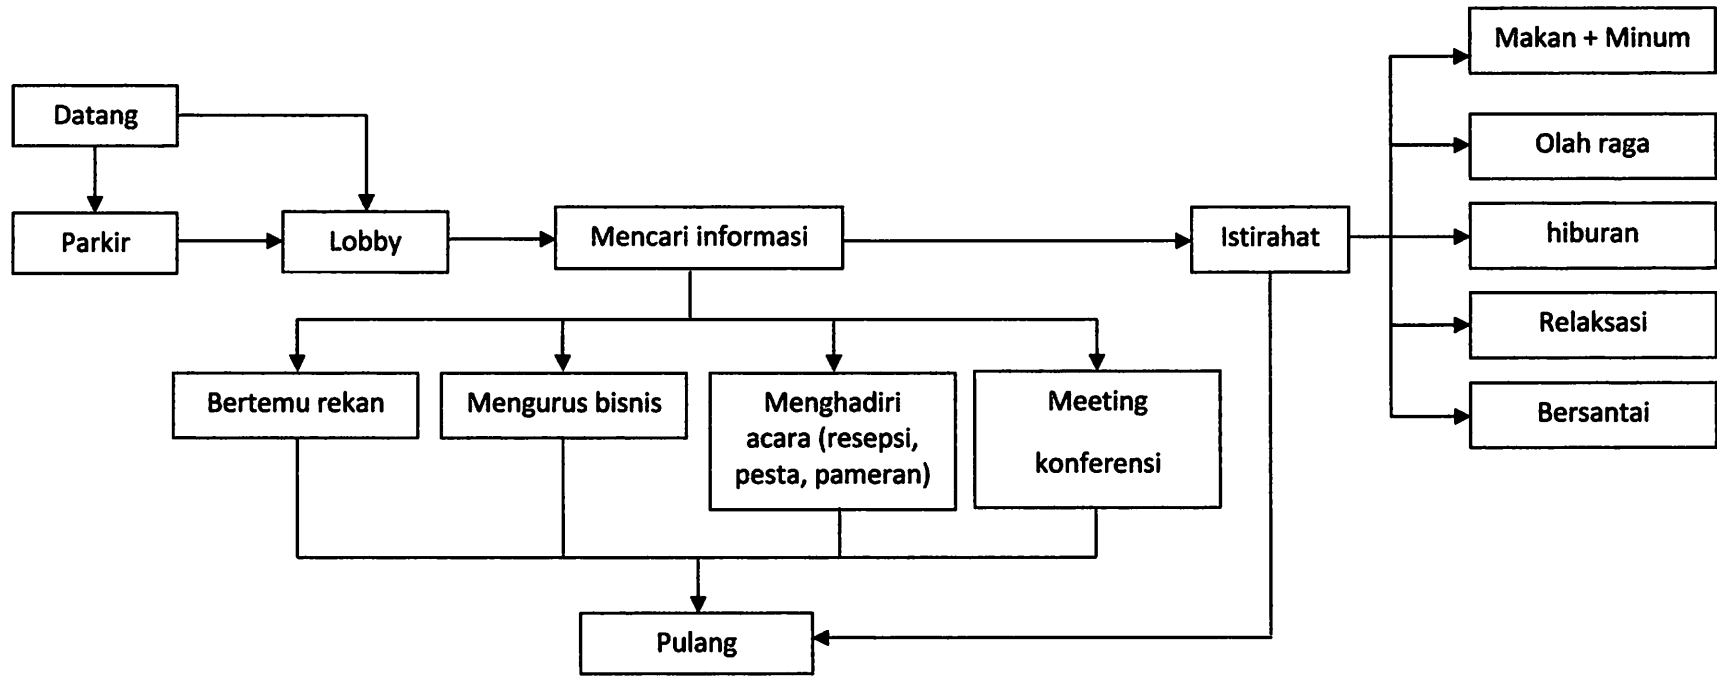 Makan + Minum
Datang
Olah raga
Parkir
Lobby
Mencari informasi
Istirahat
hiburan
Relaksasi
Bertemu rekan
Mengurus bisnis
Menghadiri
acara (resepsi,
pesta, pameran)
Meeting
konferensi
Bersantai
Pulang